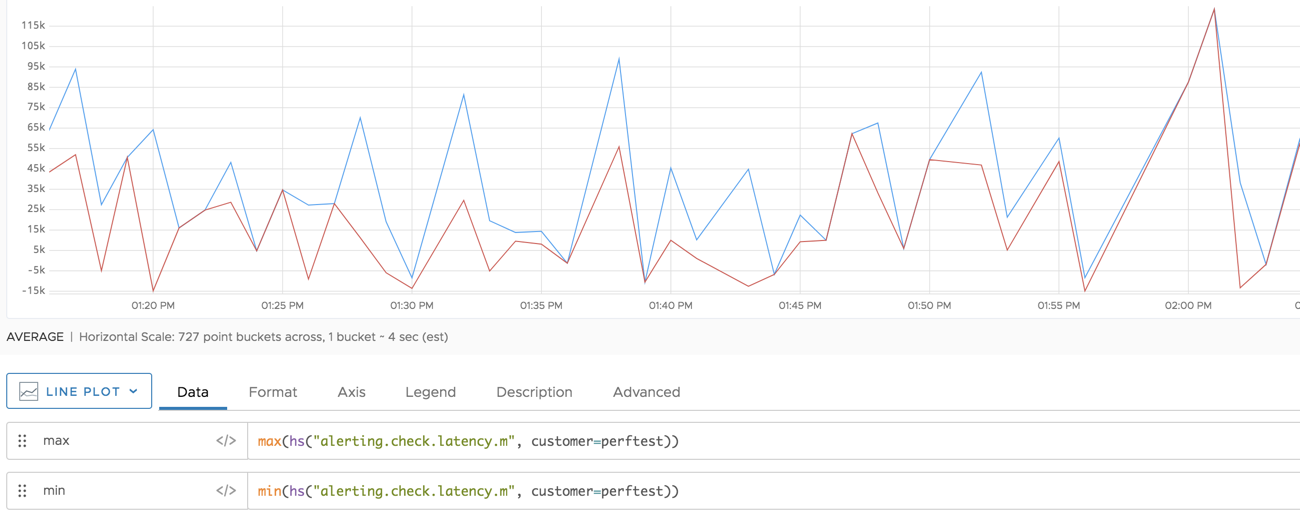 115k
105k
95k
85k
75k
65k
55k
45k
35k
25k
15k
5k
-5k
-15k
01:20 PM 01:25 PM 01:30 PM 01:35 PM 01:40 PM 01:45 PM 01:50 PM 01:55 PM 02:00 PM
AVERAGE | Horizontal Scale: 727 point buckets across, 1 bucket ~ 4 sec (est)
LINE PLOT Data Format Axis Legend Description Advanced
max </> max(hs("alerting.check.latency.m", customer=perftest))
min </> min(hs("alerting.check.latency.m", customer=perftest))